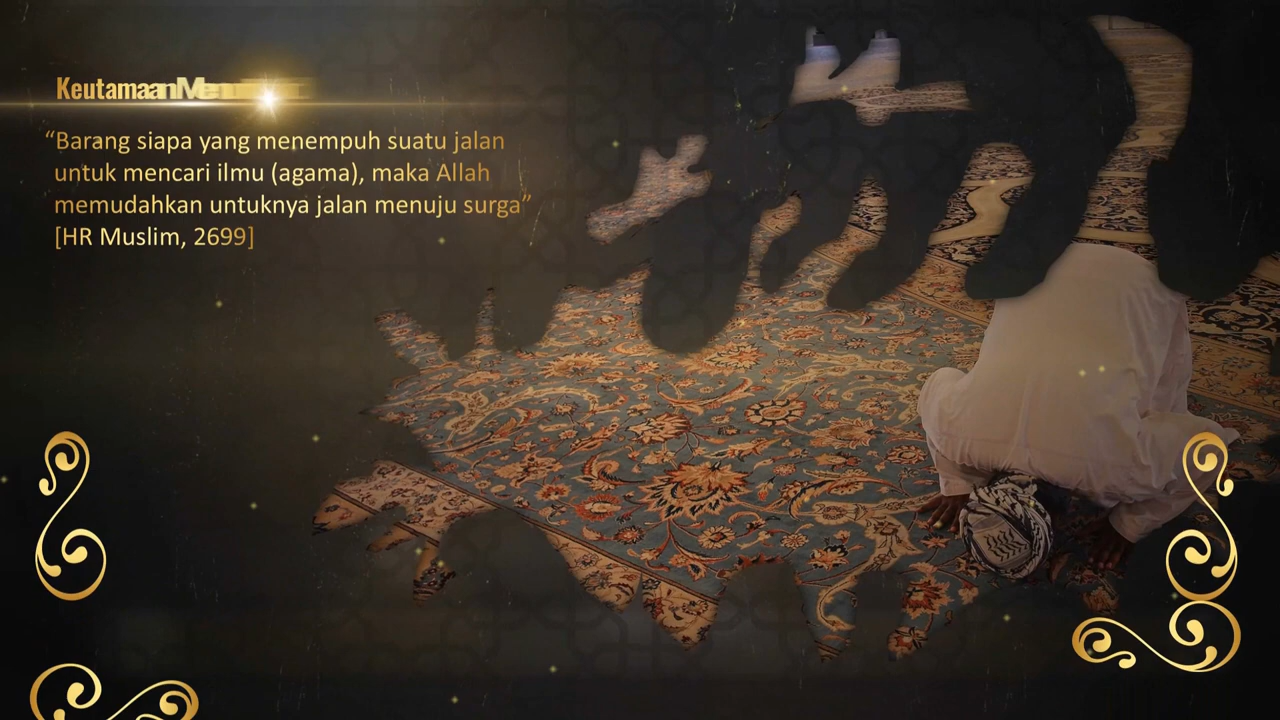 Keutamaan
“Barang siapa yang menempuh suatu jalan
untuk mencari ilmu (agama), maka Allah
memudahkan untuknya jalan menuju surga”
[HR Muslim, 2699]